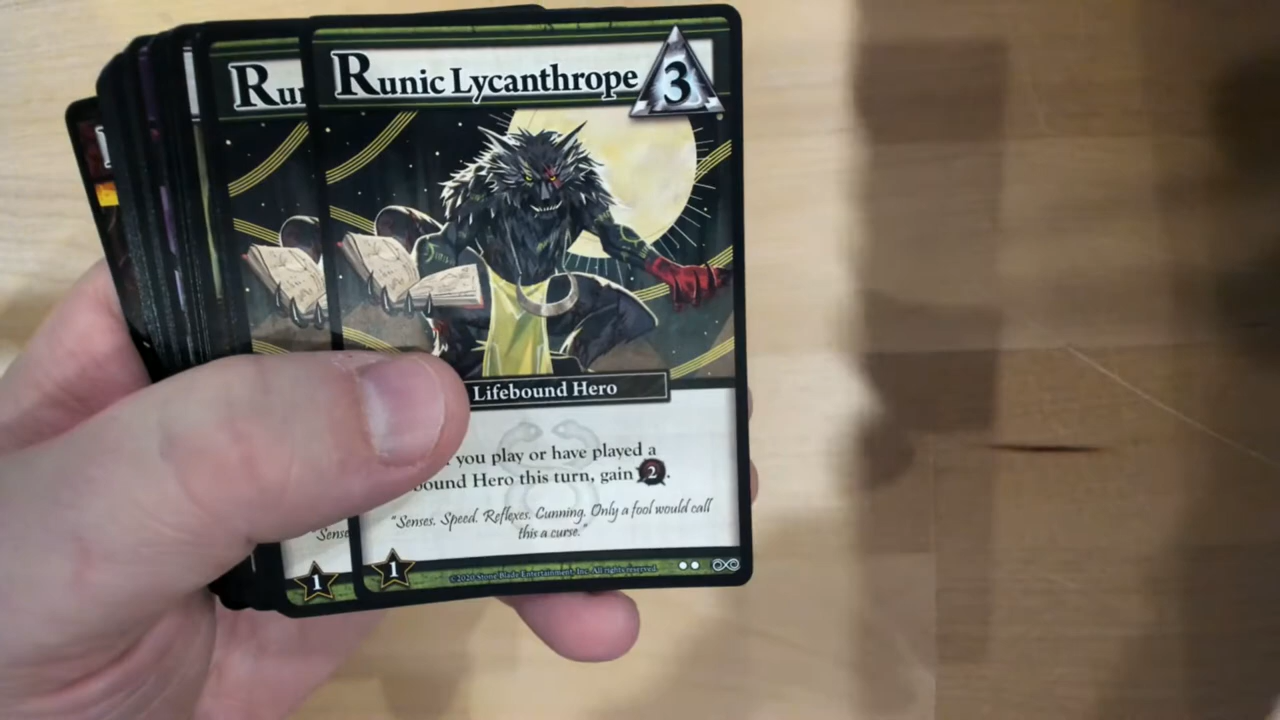 Runic Lycanthrope
3
Run
Lifebound Hero
you play or have played a
bound Hero this turn, gain 2.
"Senses. Speed. Reflexes. Cunning. Only a fool would call
this a curse."
"Sense
1
1
©2020 Stone Blade Entertainment, Inc. All rights reserved.